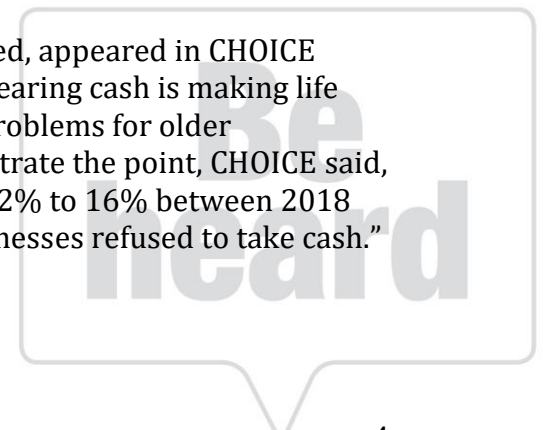 ed, appeared in CHOICE
earing cash is making life
roblems for older
trate the point, CHOICE said,
2% to 16% between 2018
nesses refused to take cash.”
Be
heard